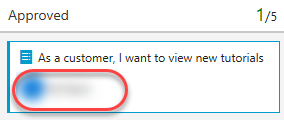 Approved 1/5
As a customer, I want to view new tutorials